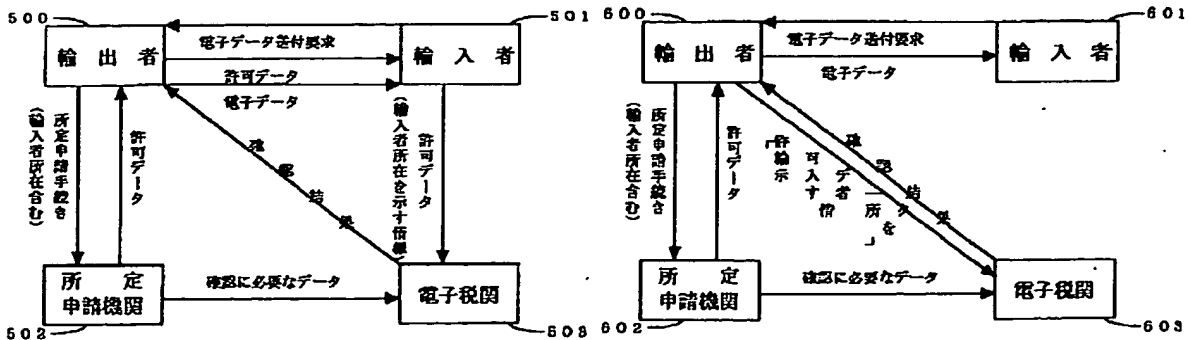 500
501
輸出者
輸入者
電子データ送付要求
許可データ
電子データ
所定申請手続き
(輸入者所在含む)
許可データ
確認結果
(輸入者所在を示す情報)
許可データ
所定
申請機関
確認に必要なデータ
電子税関
502
503
600
601
輸出者
輸入者
電子データ送付要求
電子データ
所定申請手続き
(輸入者所在含む)
許可データ
確認結果
所定
申請機関
確認に必要なデータ
電子税関
602
603